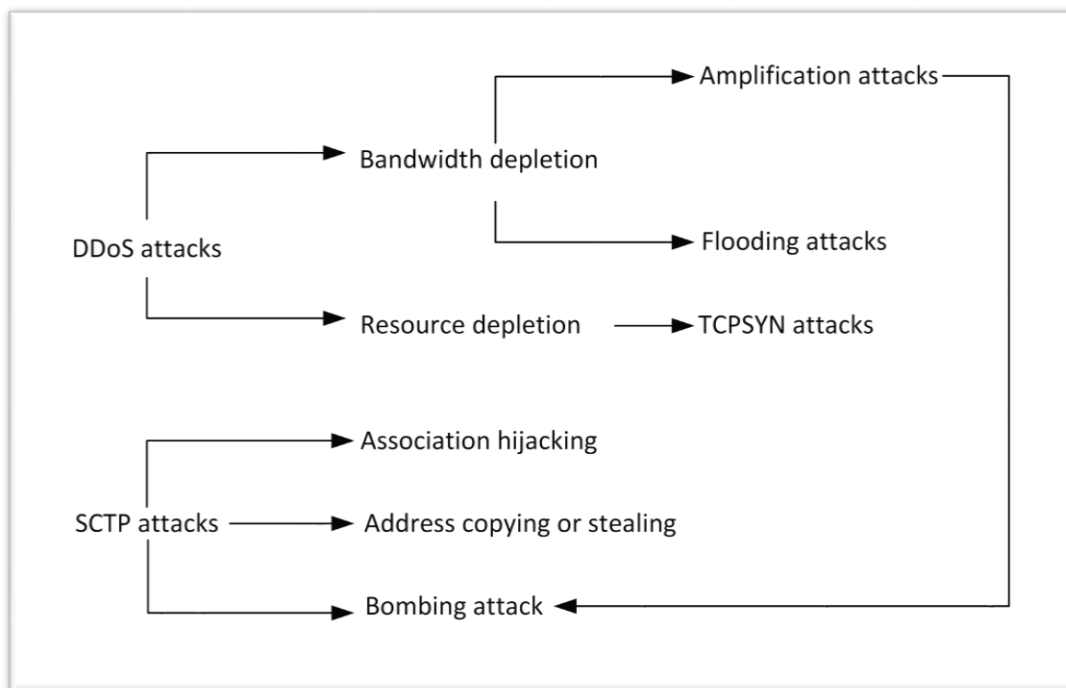 Amplification attacks
Bandwidth depletion
DDoS attacks
Flooding attacks
Resource depletion
TCPSYN attacks
Association hijacking
SCTP attacks
Address copying or stealing
Bombing attack